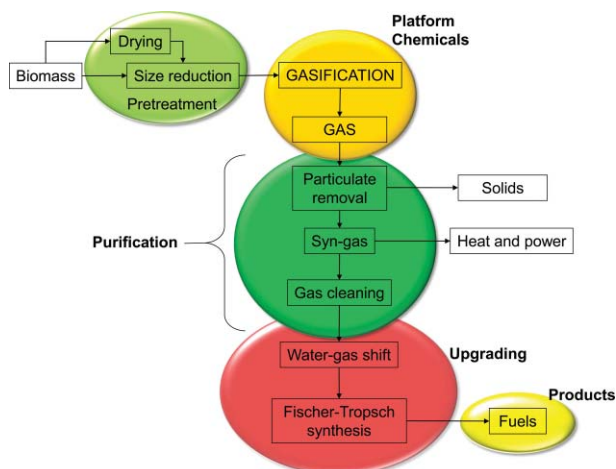 Platform
Chemicals
Drying
Biomass
Size reduction
GASIFICATION
Pretreatment
GAS
Particulate
removal
Solids
Purification
Syn-gas
Heat and power
Gas cleaning
Water-gas shift
Upgrading
Products
Fischer-Tropsch
synthesis
Fuels